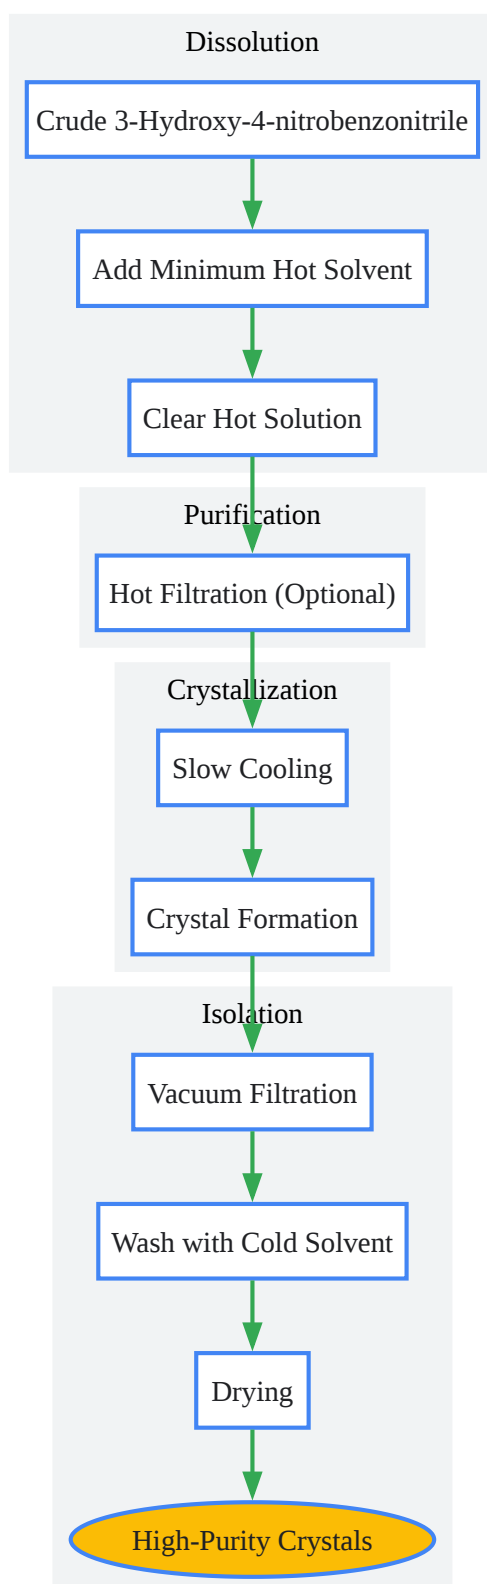 Dissolution
Crude 3-Hydroxy-4-nitrobenzonitrile
Add Minimum Hot Solvent
Clear Hot Solution
Purification
Hot Filtration (Optional)
Crystallization
Slow Cooling
Crystal Formation
Isolation
Vacuum Filtration
Wash with Cold Solvent
Drying
High-Purity Crystals